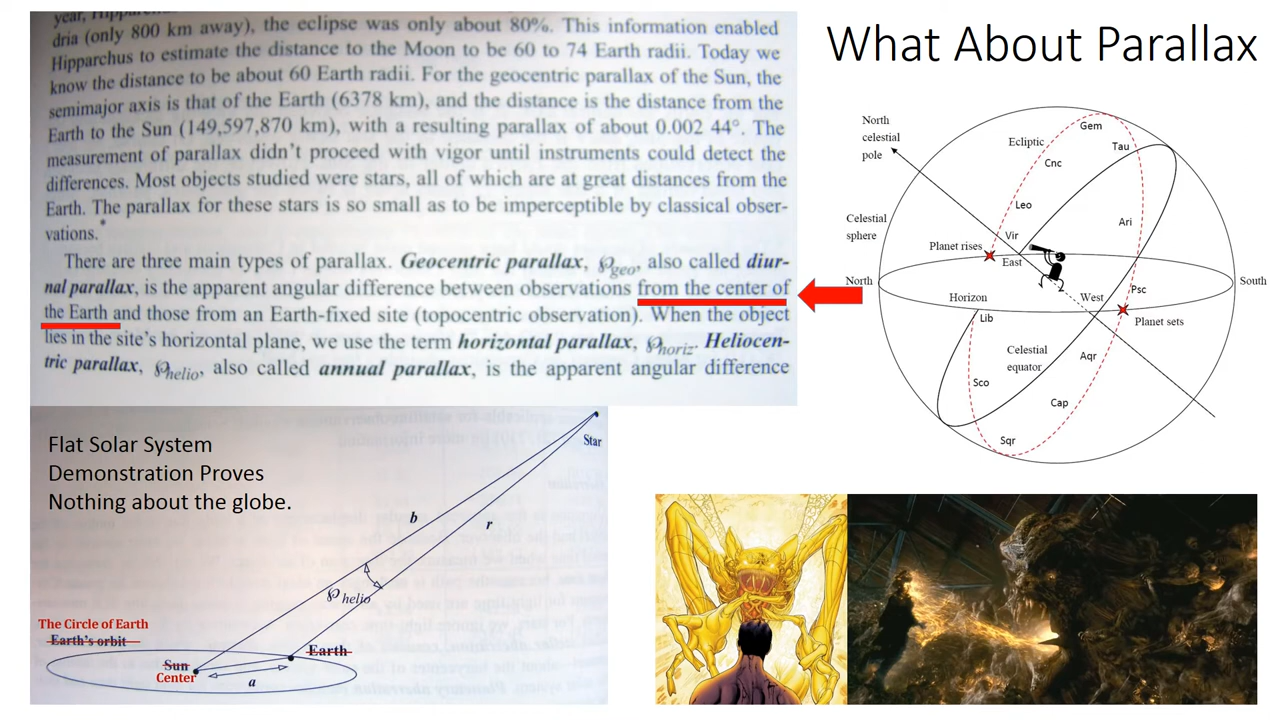 What About Parallax
year, Hipparchus
dria (only 800 km away), the eclipse was only about 80%. This information enabled
Hipparchus to estimate the distance to the Moon to be 60 to 74 Earth radii. Today we
know the distance to be about 60 Earth radii. For the geocentric parallax of the Sun, the
semimajor axis is that of the Earth (6378 km), and the distance is the distance from the
Earth to the Sun (149,597,870 km), with a resulting parallax of about 0.002 44°. The
measurement of parallax didn't proceed with vigor until instruments could detect the
differences. Most objects studied were stars, all of which are at great distances from the
Earth. The parallax for these stars is so small as to be imperceptible by classical obser-
vations.*
There are three main types of parallax. Geocentric parallax, ℘geo, also called diur-
nal parallax, is the apparent angular difference between observations from the center of
the Earth and those from an Earth-fixed site (topocentric observation). When the object
lies in the site's horizontal plane, we use the term horizontal parallax, ℘horiz. Heliocen-
tric parallax, ℘helio, also called annual parallax, is the apparent angular difference
North
celestial
pole
Ecliptic
Gem
Tau
Cnc
Leo
Ari
Celestial
sphere
Vir
Planet rises
East
North
South
Horizon
West
Psc
Lib
Planet sets
Celestial
equator
Aqr
Sco
Cap
Sqr
Flat Solar System
Demonstration Proves
Nothing about the globe.
Star
b
r
℘helio
The Circle of Earth
Earth's orbit
Earth
Sun
Center
a